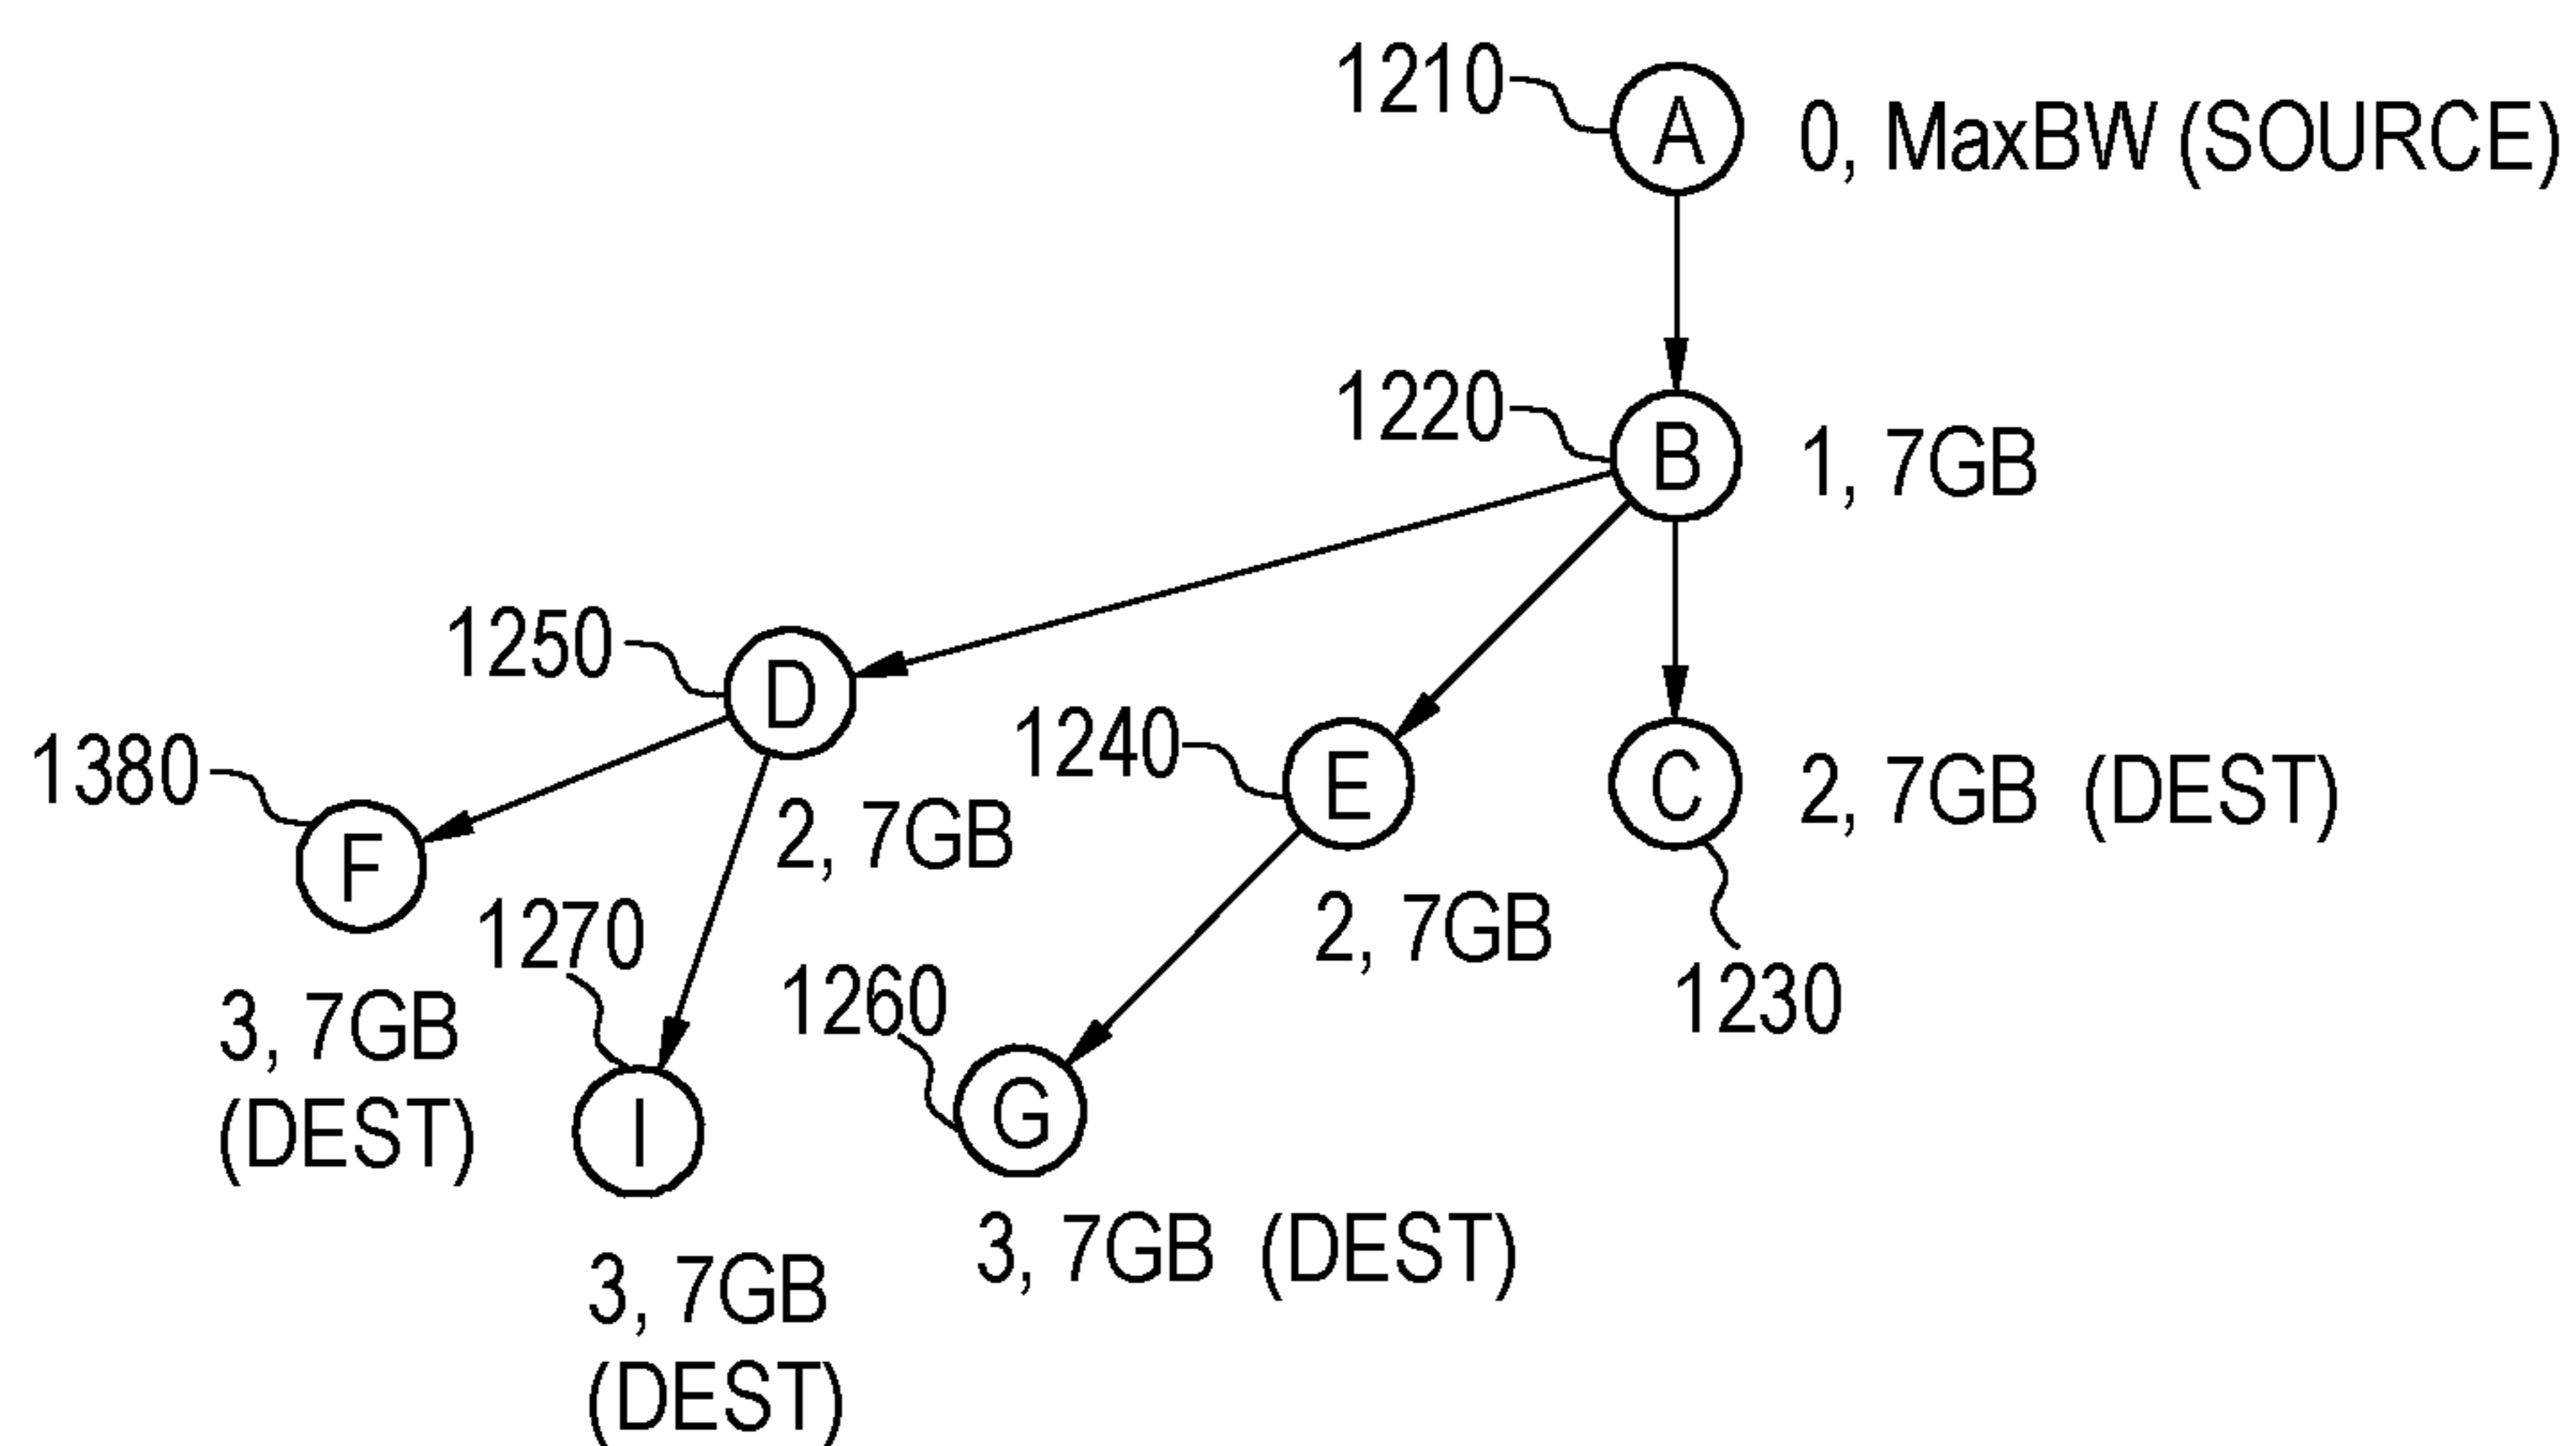 1210 A 0, MaxBW (SOURCE)
1220 B 1, 7GB
1250 D 2, 7GB
1240 E 2, 7GB
C 2, 7GB (DEST)
1230
1380 F
3, 7GB
(DEST)
1270 I
3, 7GB
(DEST)
1260 G
3, 7GB (DEST)